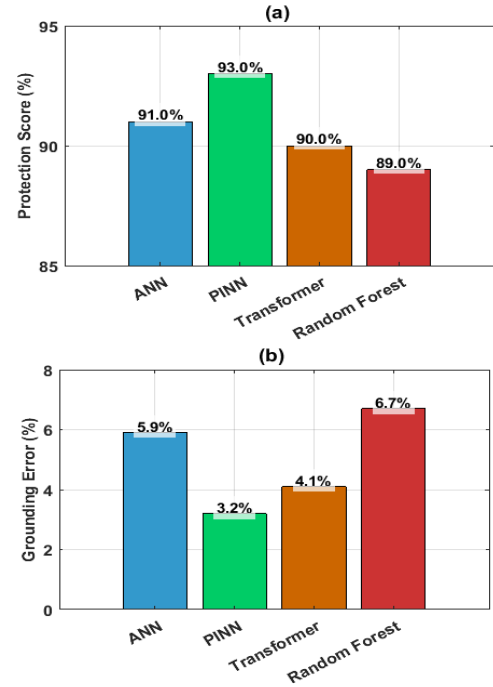 (a)
Protection Score (%)
95
90
85
91.0%
93.0%
90.0%
89.0%
ANN
PINN
Transformer
Random Forest
(b)
Grounding Error (%)
8
6
4
2
0
5.9%
3.2%
4.1%
6.7%
ANN
PINN
Transformer
Random Forest